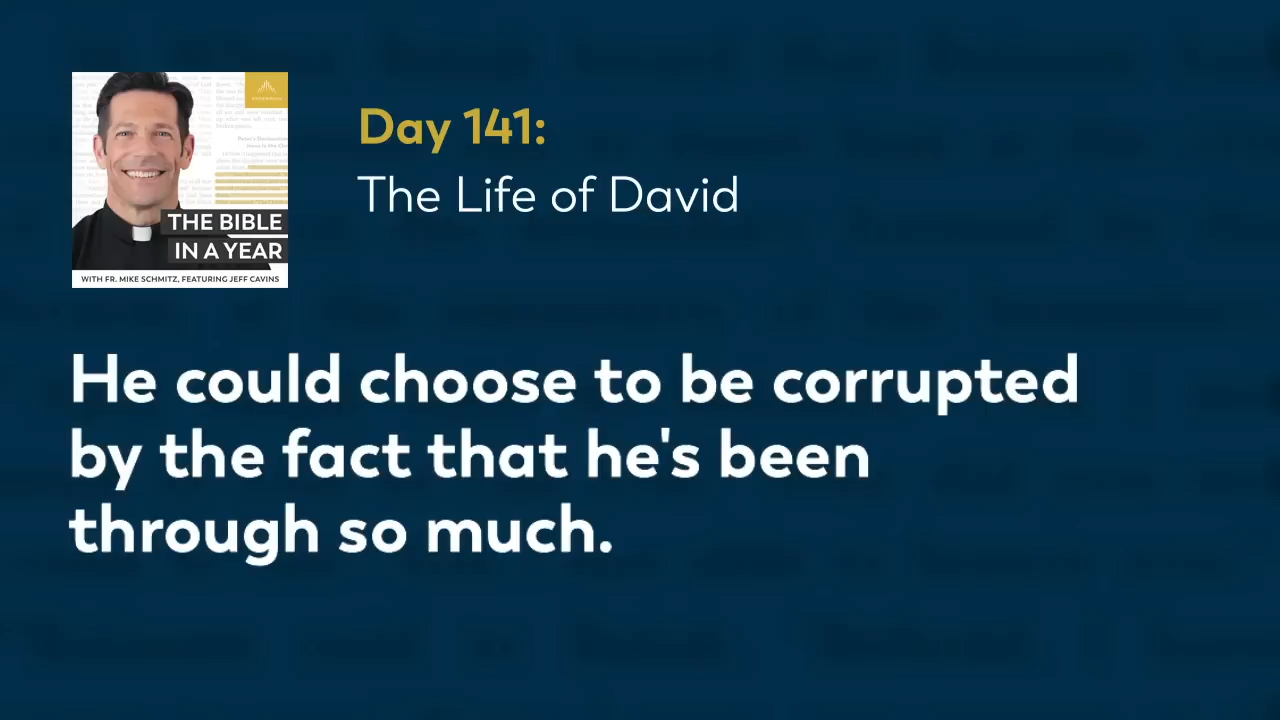 Day 141:
The Life of David
THE BIBLE
IN A YEAR
WITH FR. MIKE SCHMITZ, FEATURING JEFF CAVINS
He could choose to be corrupted
by the fact that he's been
through so much.